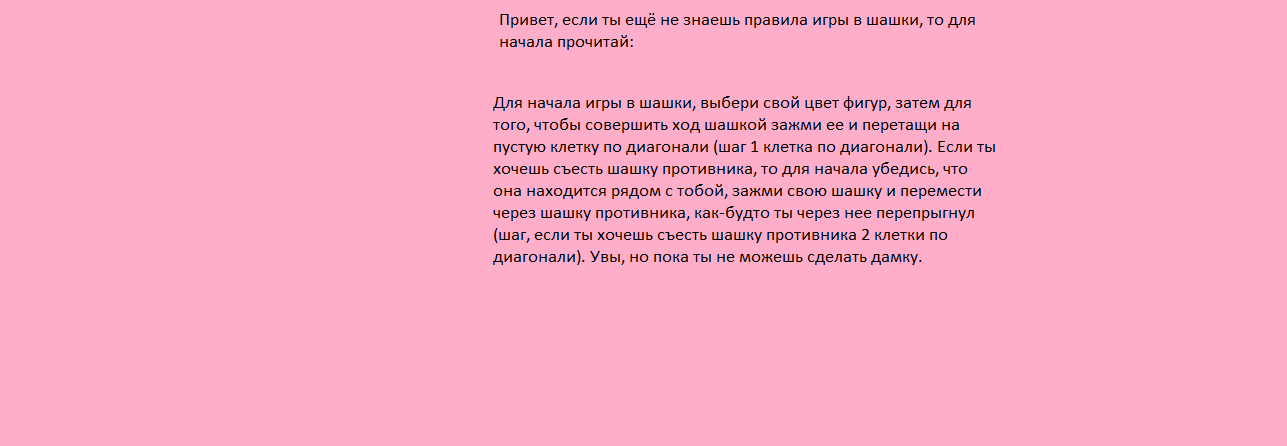 Привет, если ты ещё не знаешь правила игры в шашки, то для
начала прочитай:
Для начала игры в шашки, выбери свой цвет фигур, затем для
того, чтобы совершить ход шашкой зажми ее и перетащи на
пустую клетку по диагонали (шаг 1 клетка по диагонали). Если ты
хочешь съесть шашку противника, то для начала убедись, что
она находится рядом с тобой, зажми свою шашку и перемести
через шашку противника, как-будто ты через нее перепрыгнул
(шаг, если ты хочешь съесть шашку противника 2 клетки по
диагонали). Увы, но пока ты не можешь сделать дамку.